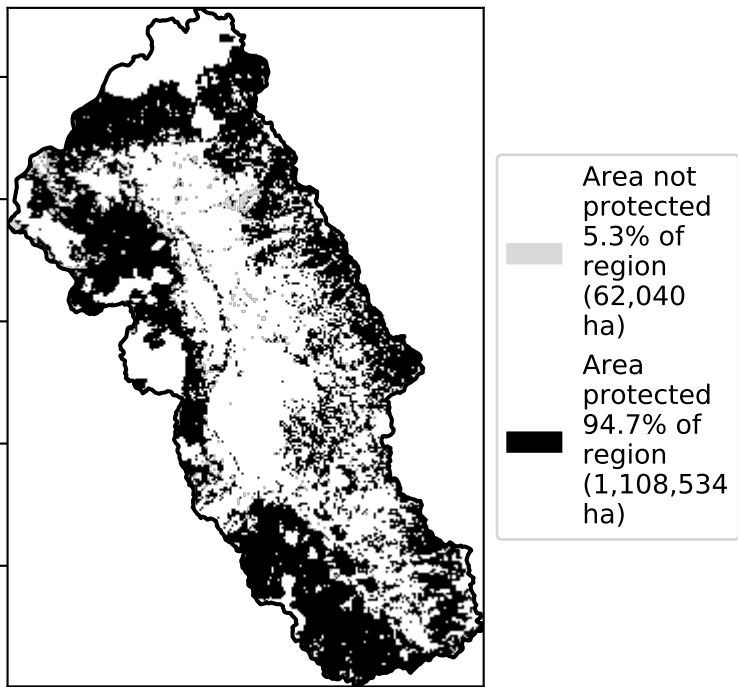 Area not
protected
5.3% of
region
(62,040
ha)
Area
protected
94.7% of
region
(1,108,534
ha)